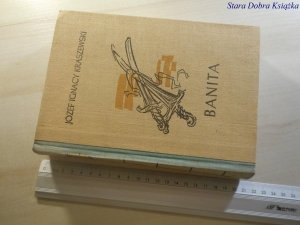 Stara Dobra Książka
JÓZEF IGNACY KRASZEWSKI
BANITA